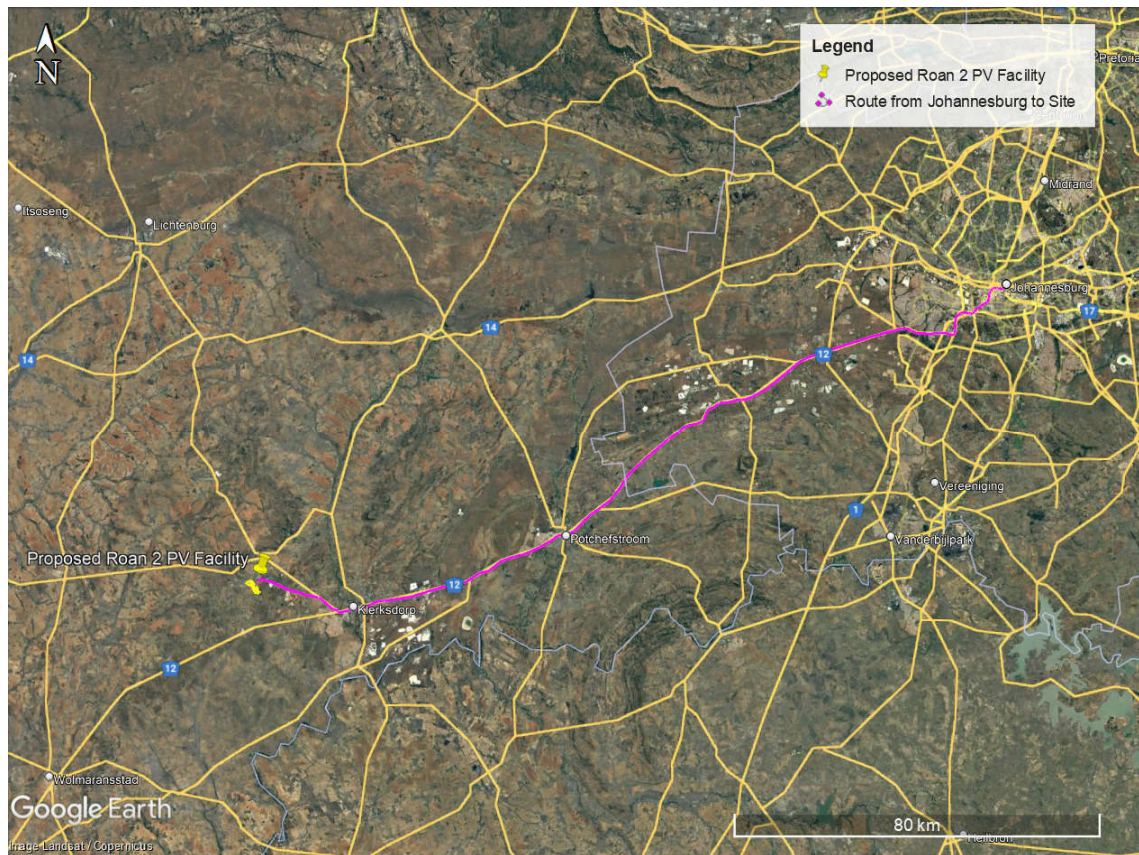 N
Legend
Proposed Roan 2 PV Facility
Route from Johannesburg to Site
Pretoria
Midrand
Itsoseng
Lichtenburg
Johannesburg
17
14
14
12
Vereeniging
1
Potchefstroom
Vanderbijlpark
Proposed Roan 2 PV Facility
12
Klerksdorp
12
Wolmaransstad
Google Earth
80 km
Heilbron
Image Landsat / Copernicus